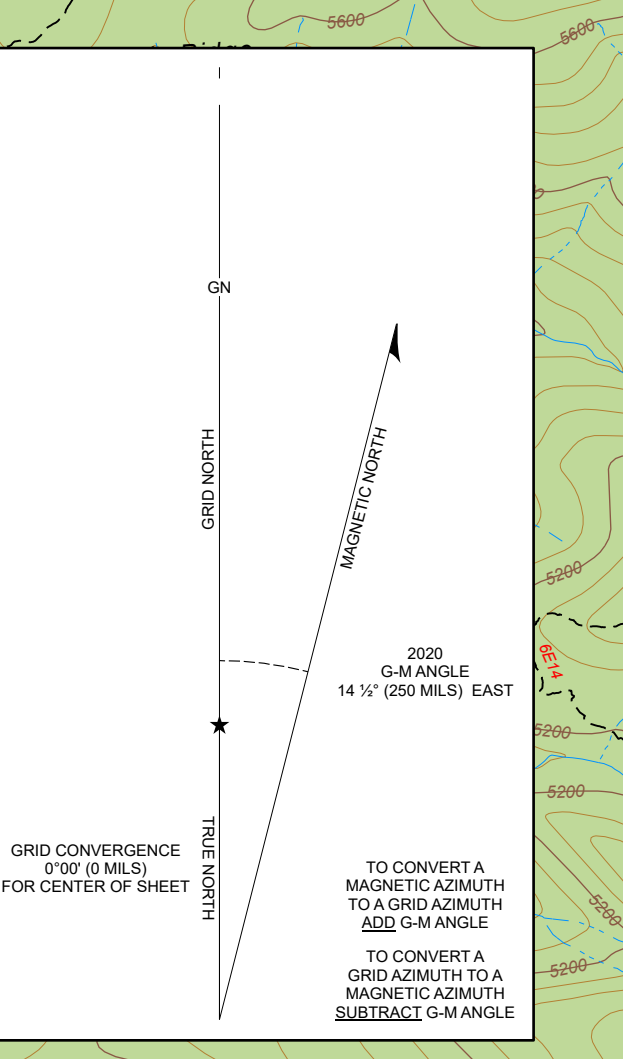 5600
5600
Ridge
GN
GRID NORTH
MAGNETIC NORTH
5200
2020
G-M ANGLE
14 ½° (250 MILS) EAST
6E14
5200
5200
TRUE NORTH
GRID CONVERGENCE
0°00' (0 MILS)
FOR CENTER OF SHEET
TO CONVERT A
MAGNETIC AZIMUTH
TO A GRID AZIMUTH
ADD G-M ANGLE
5200
TO CONVERT A
GRID AZIMUTH TO A
MAGNETIC AZIMUTH
SUBTRACT G-M ANGLE
5200